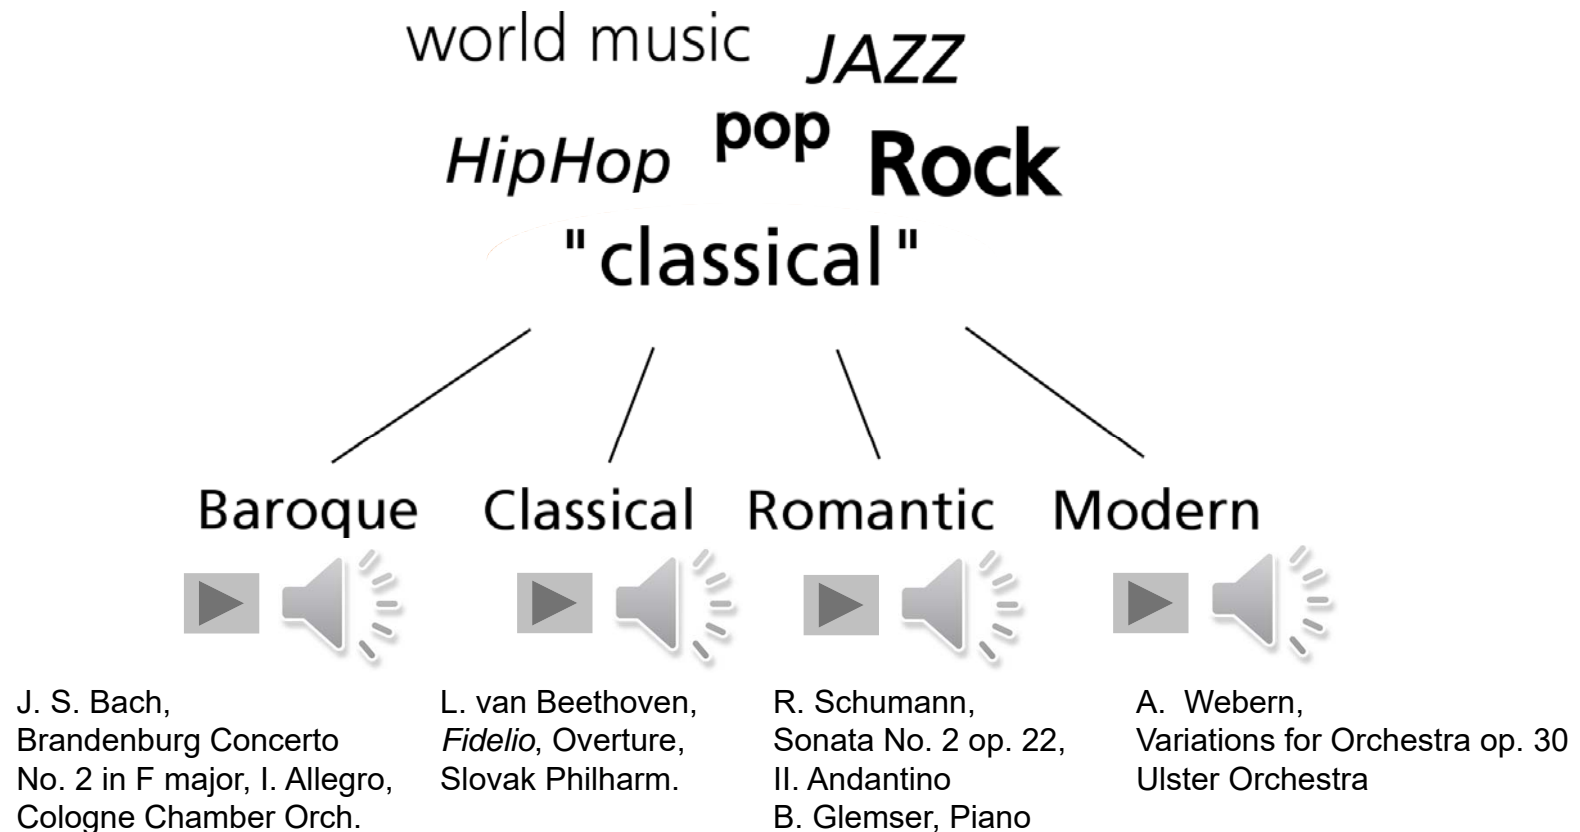 world music JAZZ
HipHop pop Rock
"classical"
Baroque Classical Romantic Modern
J. S. Bach,
Brandenburg Concerto
No. 2 in F major, I. Allegro,
Cologne Chamber Orch.
L. van Beethoven,
Fidelio, Overture,
Slovak Philharm.
R. Schumann,
Sonata No. 2 op. 22,
II. Andantino
B. Glemser, Piano
A. Webern,
Variations for Orchestra op. 30
Ulster Orchestra